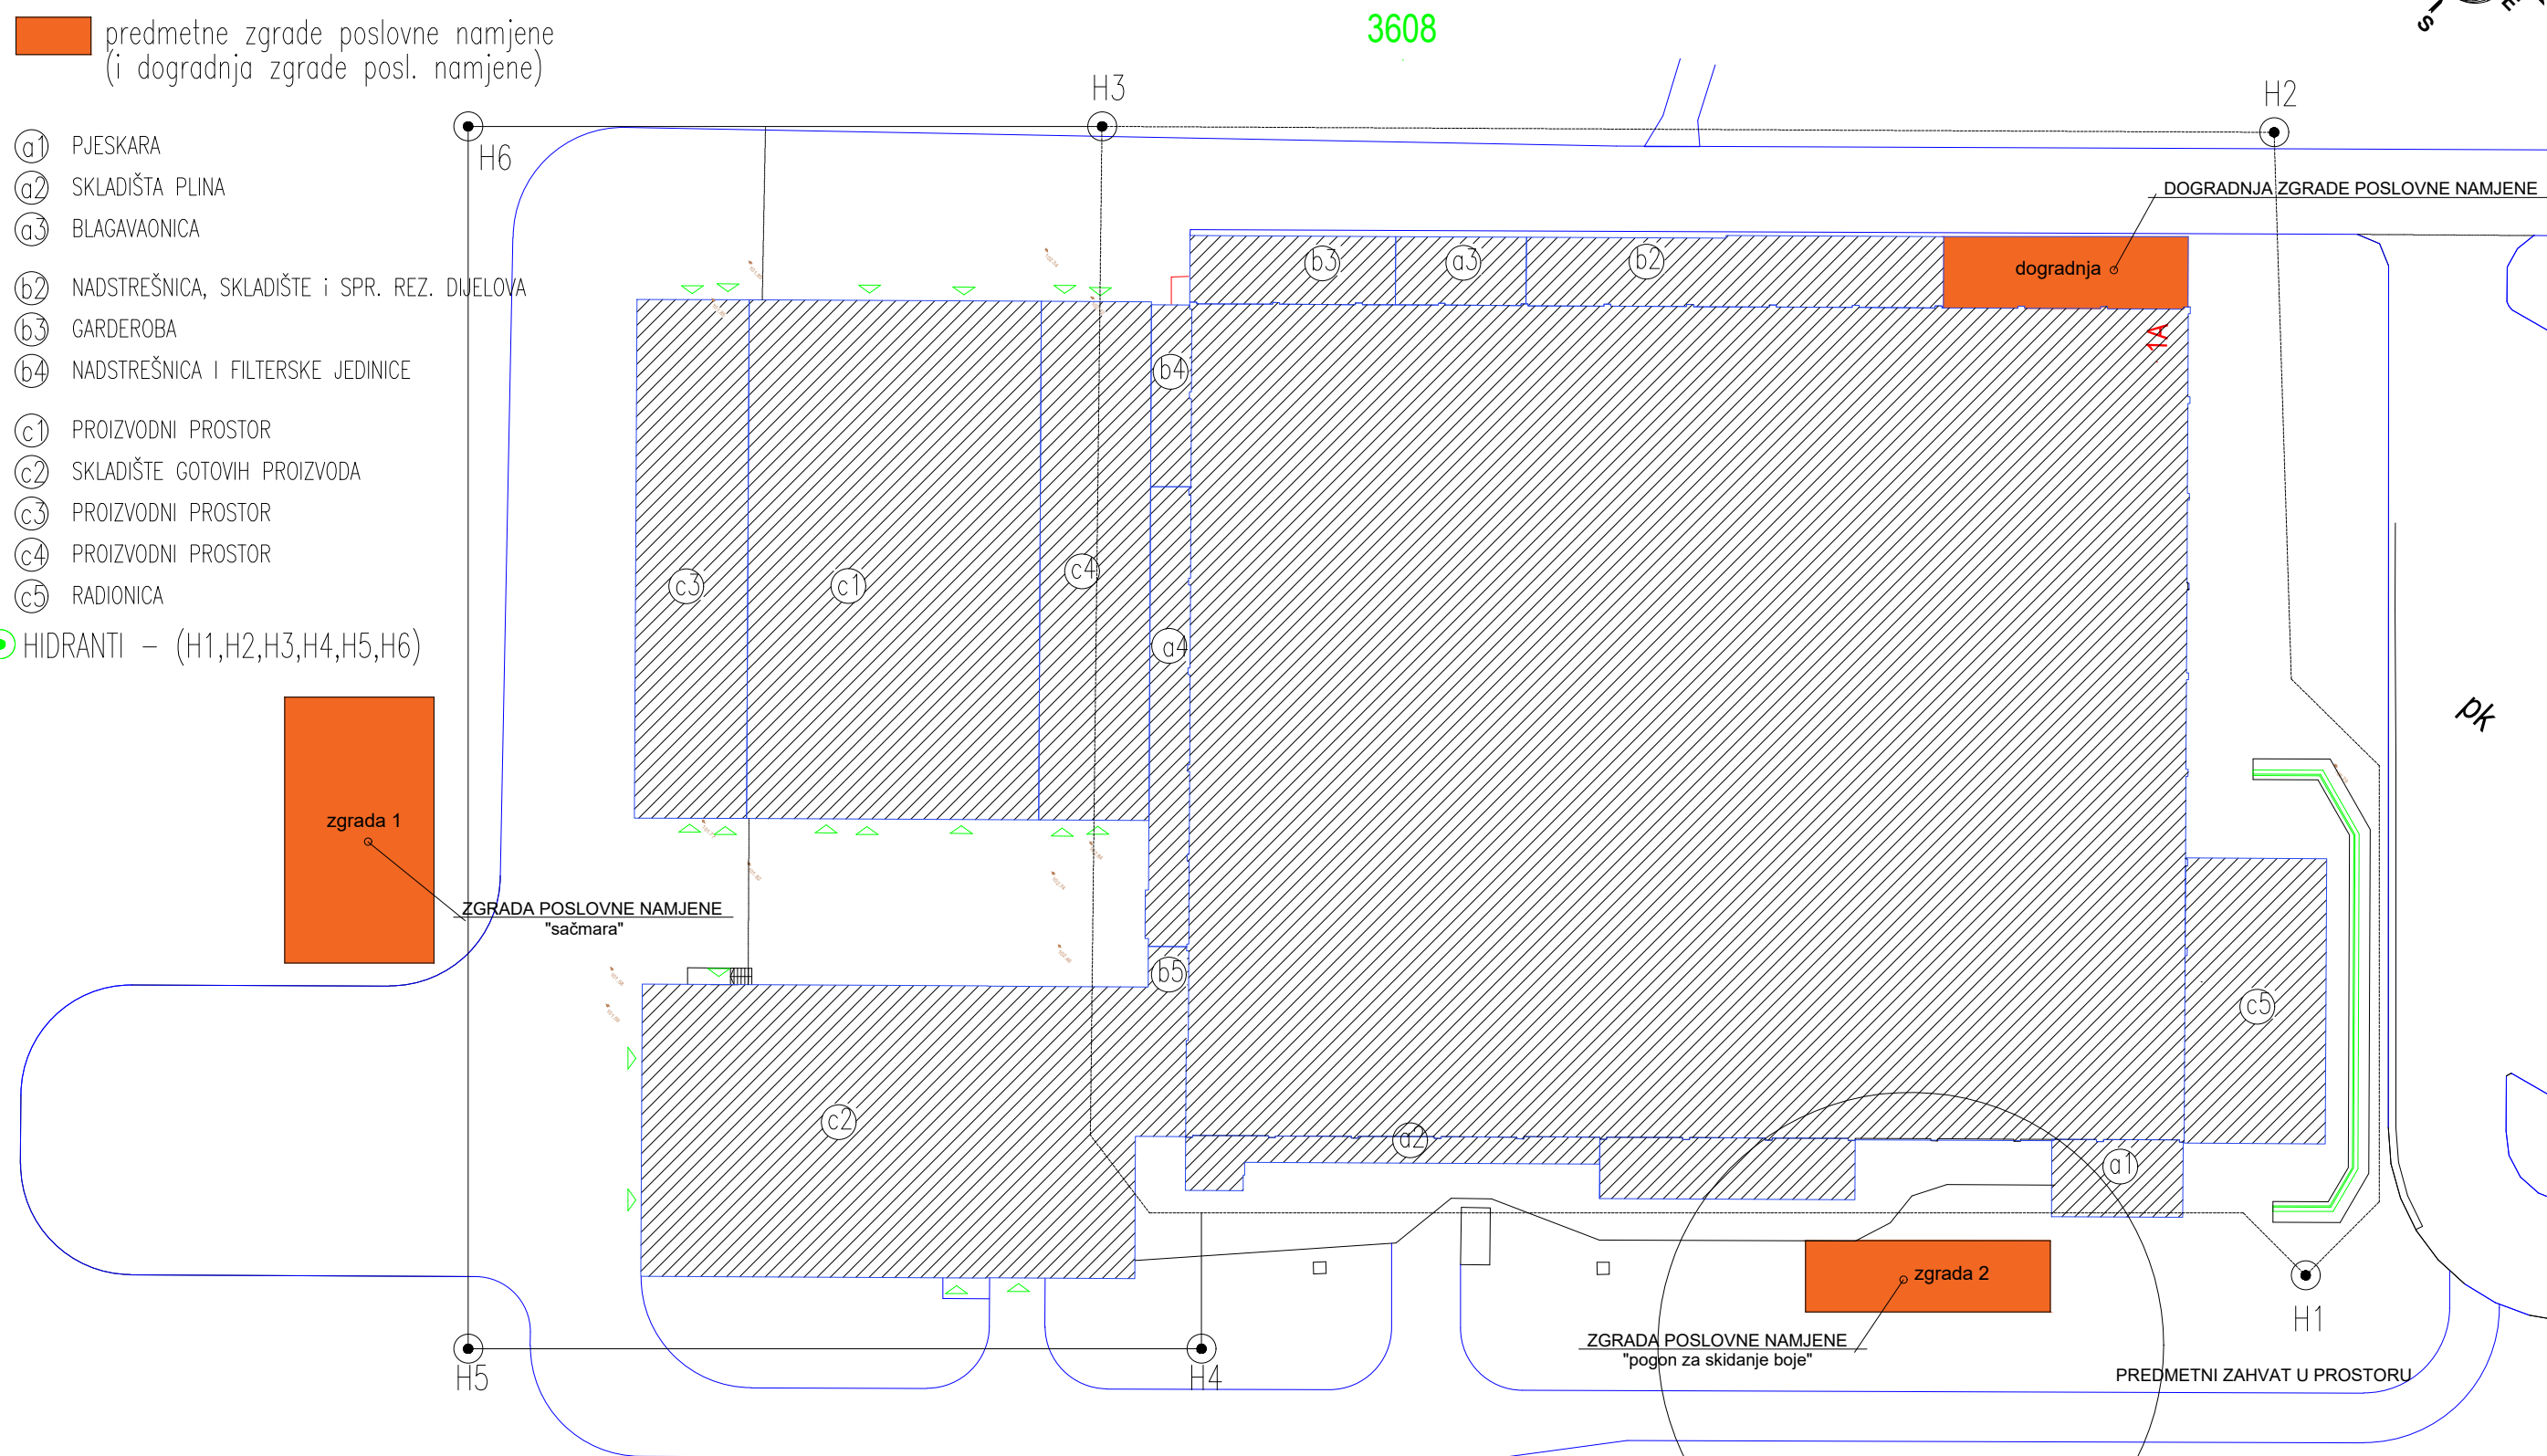 predmetne zgrade poslovne namjene
(i dogradnja zgrade posl. namjene)
3608
S
E
a1 PJESKARA
a2 SKLADIŠTA PLINA
a3 BLAGAVAONICA
b2 NADSTREŠNICA, SKLADIŠTE i SPR. REZ. DIJELOVA
b3 GARDEROBA
b4 NADSTREŠNICA I FILTERSKE JEDINICE
c1 PROIZVODNI PROSTOR
c2 SKLADIŠTE GOTOVIH PROIZVODA
c3 PROIZVODNI PROSTOR
c4 PROIZVODNI PROSTOR
c5 RADIONICA
HIDRANTI – (H1,H2,H3,H4,H5,H6)
H6
H3
H2
DOGRADNJA ZGRADE POSLOVNE NAMJENE
b3
a3
b2
dogradnja
1A
b4
c3
c1
c4
a4
pk
zgrada 1
ZGRADA POSLOVNE NAMJENE
"sačmara"
b5
c5
c2
a2
a1
zgrada 2
H1
ZGRADA POSLOVNE NAMJENE
"pogon za skidanje boje"
PREDMETNI ZAHVAT U PROSTORU
H5
H4